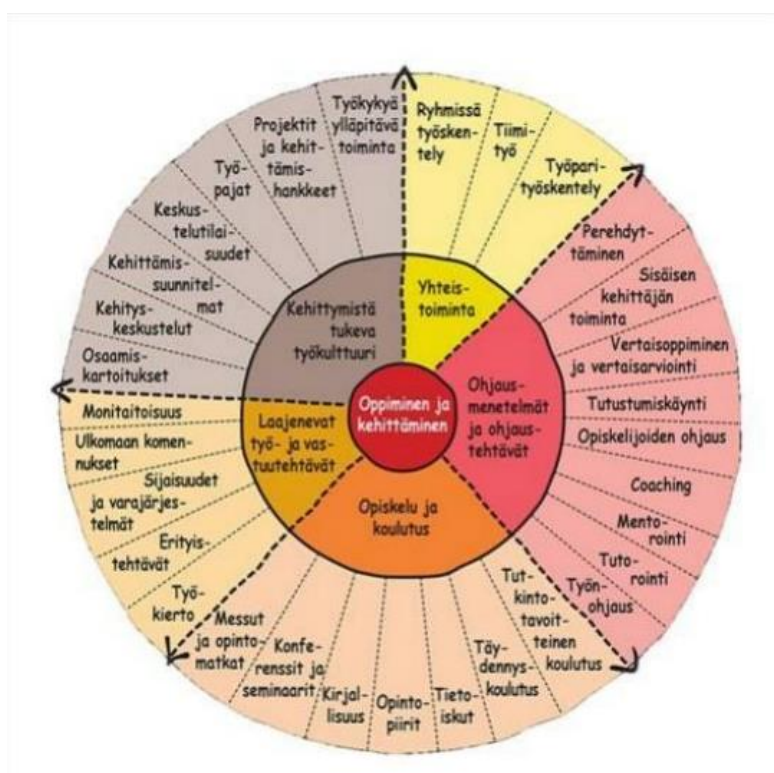 Oppiminen ja
kehittäminen
Yhteis-
toiminta
Ryhmissä
työsken-
tely
Tiimi-
työ
Työpari-
työskentely
Ohjaus-
menetelmät
ja ohjaus-
tehtävät
Perehdyt-
täminen
Sisäisen
kehittäjän
toiminta
Vertaisoppiminen
ja vertaisarviointi
Tutustumiskäynti
Opiskelijoiden ohjaus
Coaching
Mento-
rointi
Tuto-
rointi
Työn-
ohjaus
Opiskelu ja
koulutus
Tut-
kinto-
tavoit-
teinen
koulutus
Täy-
dennys-
koulutus
Tieto-
iskut
Opinto-
piirit
Kirjal-
lisuus
Konfe-
renssit ja
seminaarit
Messut
ja opinto-
matkat
Laajenevat
työ- ja vas-
tuutehtävät
Työ-
kierto
Erityis-
tehtävät
Sijaisuudet
ja varajärjes-
telmät
Ulkomaan komen-
nukset
Monitaitoisuus
Kehittymistä
tukeva
työkulttuuri
Osaamis-
kartoitukset
Kehitys-
keskustelut
Kehittämis-
suunnitel-
mat
Keskus-
telutilai-
suudet
Työ-
pajat
Projektit
ja kehit-
tämis-
hankkeet
Työkykyä
ylläpitävä
toiminta